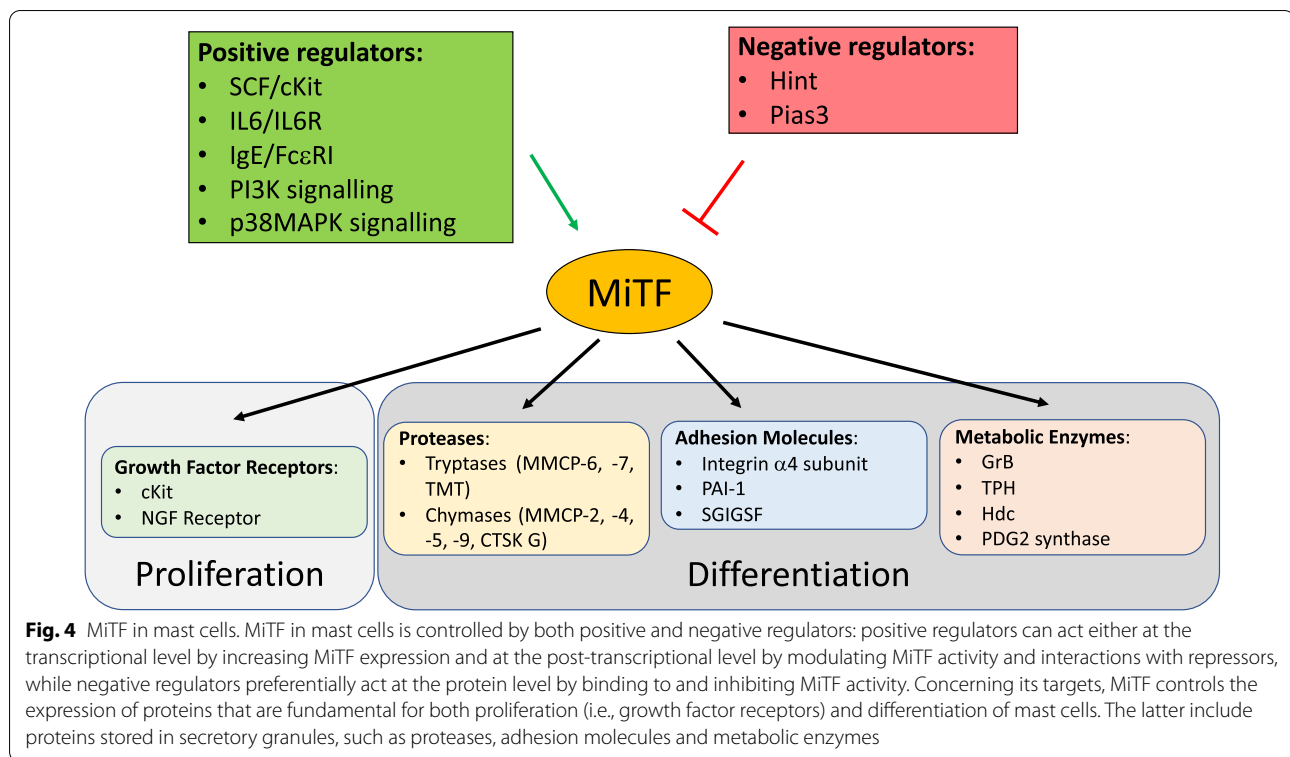 Positive regulators:
• SCF/cKit
• IL6/IL6R
• IgE/FcεRI
• PI3K signalling
• p38MAPK signalling
Negative regulators:
• Hint
• Pias3
MiTF
Growth Factor Receptors:
• cKit
• NGF Receptor
Proliferation
Proteases:
• Tryptases (MMCP-6, -7,
TMT)
• Chymases (MMCP-2, -4,
-5, -9, CTSK G)
Adhesion Molecules:
• Integrin α4 subunit
• PAI-1
• SGIGSF
Metabolic Enzymes:
• GrB
• TPH
• Hdc
• PDG2 synthase
Differentiation
Fig. 4 MiTF in mast cells. MiTF in mast cells is controlled by both positive and negative regulators: positive regulators can act either at the
transcriptional level by increasing MiTF expression and at the post-transcriptional level by modulating MiTF activity and interactions with repressors,
while negative regulators preferentially act at the protein level by binding to and inhibiting MiTF activity. Concerning its targets, MiTF controls the
expression of proteins that are fundamental for both proliferation (i.e., growth factor receptors) and differentiation of mast cells. The latter include
proteins stored in secretory granules, such as proteases, adhesion molecules and metabolic enzymes